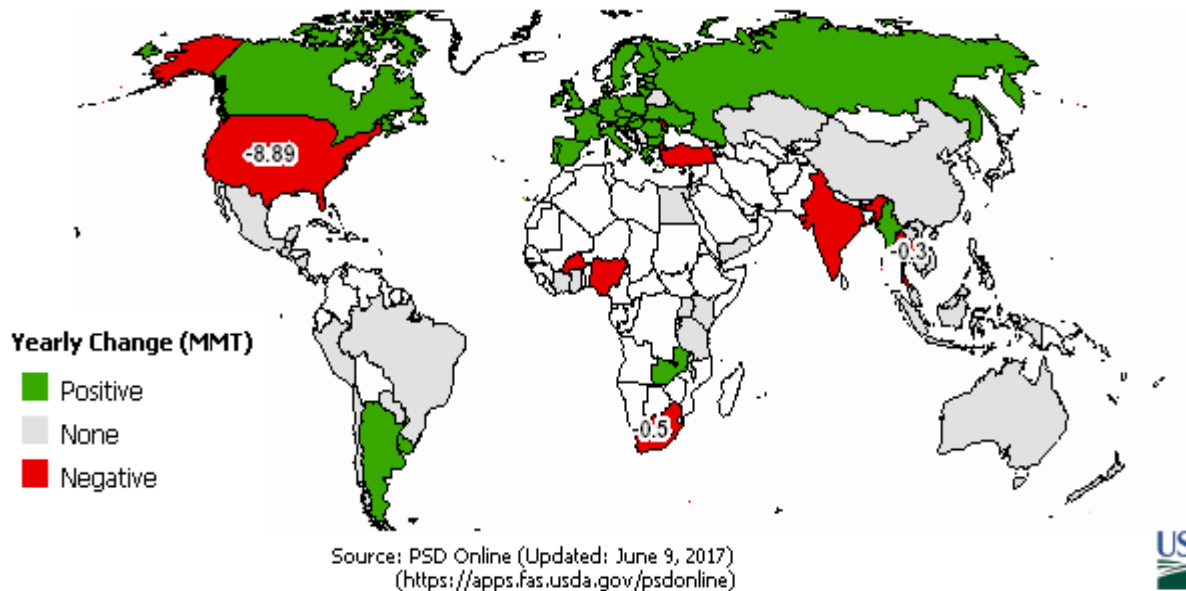 -8.89
-0.3
-0.5
Yearly Change (MMT)
Positive
None
Negative
Source: PSD Online (Updated: June 9, 2017)
(https://apps.fas.usda.gov/psdonline)